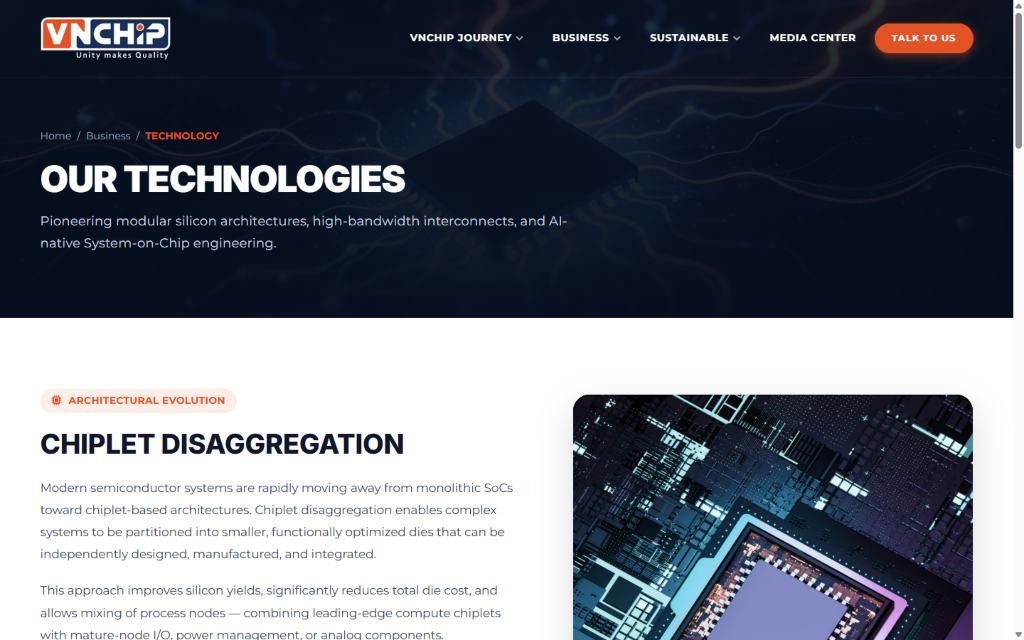 VNCHIP
Unity makes Quality
VNCHIP JOURNEY
BUSINESS
SUSTAINABLE
MEDIA CENTER
TALK TO US
Home / Business / TECHNOLOGY
OUR TECHNOLOGIES
Pioneering modular silicon architectures, high-bandwidth interconnects, and AI-
native System-on-Chip engineering.
ARCHITECTURAL EVOLUTION
CHIPLET DISAGGREGATION
Modern semiconductor systems are rapidly moving away from monolithic SoCs
toward chiplet-based architectures. Chiplet disaggregation enables complex
systems to be partitioned into smaller, functionally optimized dies that can be
independently designed, manufactured, and integrated.
This approach improves silicon yields, significantly reduces total die cost, and
allows mixing of process nodes — combining leading-edge compute chiplets
with mature-node I/O, power management, or analog components.